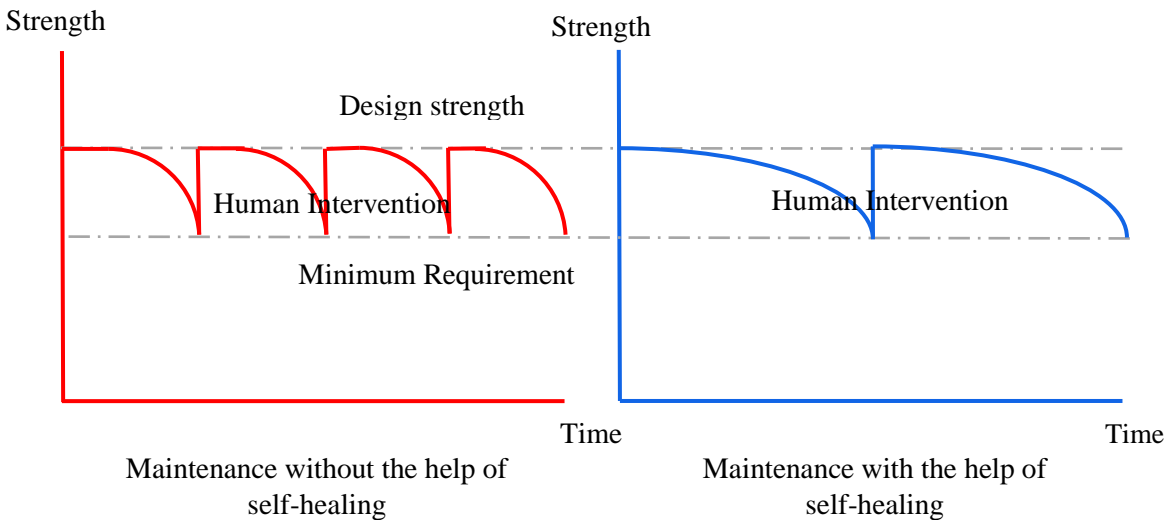 Strength
Strength
Design strength
Human Intervention
Human Intervention
Minimum Requirement
Time
Time
Maintenance without the help of
self-healing
Maintenance with the help of
self-healing